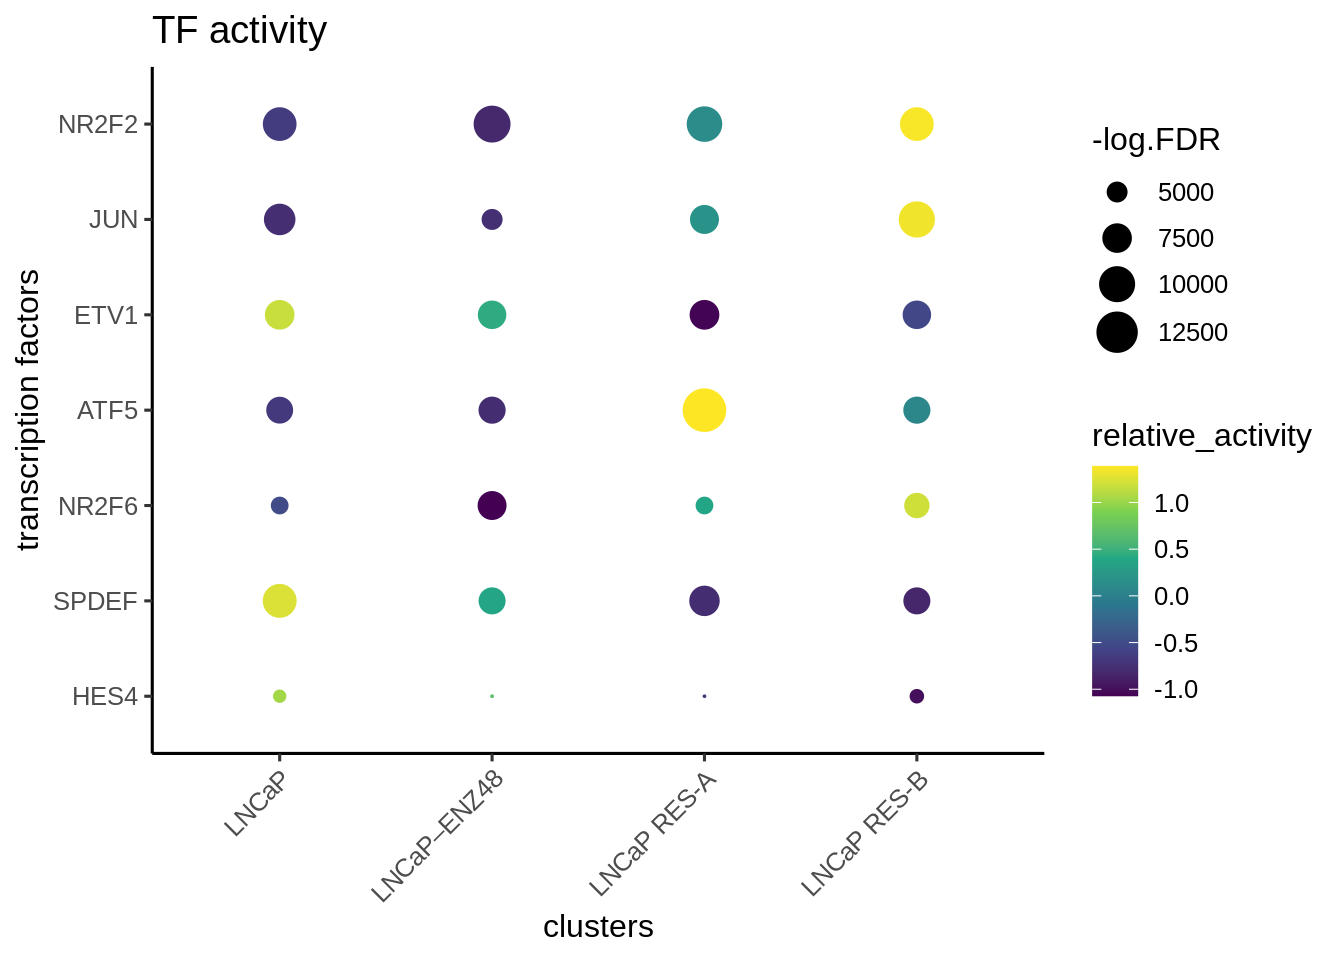 TF activity
NR2F2
JUN
ETV1
ATF5
NR2F6
SPDEF
HES4
transcription factors
LNCaP
LNCaP–ENZ48
LNCaP RES-A
LNCaP RES-B
clusters
-log.FDR
5000
7500
10000
12500
relative_activity
1.0
0.5
0.0
-0.5
-1.0